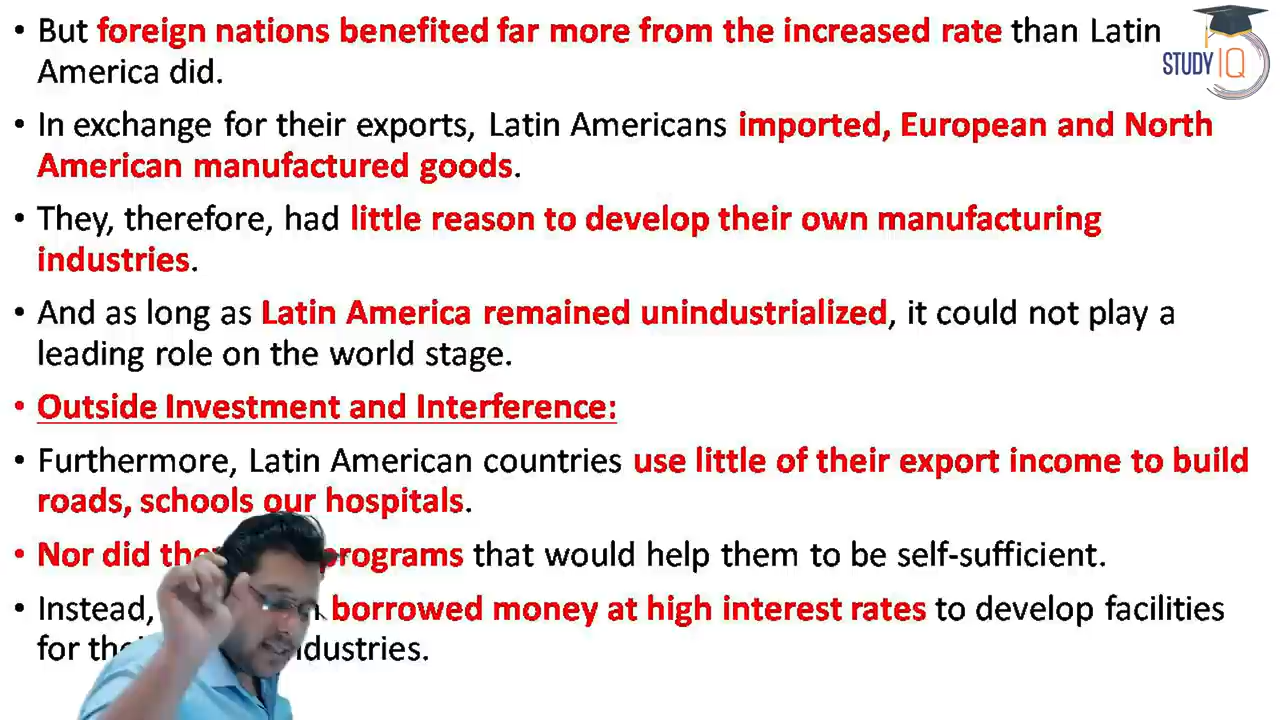 • But foreign nations benefited far more from the increased rate than Latin
America did.
STUDY IQ
• In exchange for their exports, Latin Americans imported, European and North
American manufactured goods.
• They, therefore, had little reason to develop their own manufacturing
industries.
• And as long as Latin America remained unindustrialized, it could not play a
leading role on the world stage.
• Outside Investment and Interference:
• Furthermore, Latin American countries use little of their export income to build
roads, schools our hospitals.
• Nor did programs that would help them to be self-sufficient.
• Instead, borrowed money at high interest rates to develop facilities
for